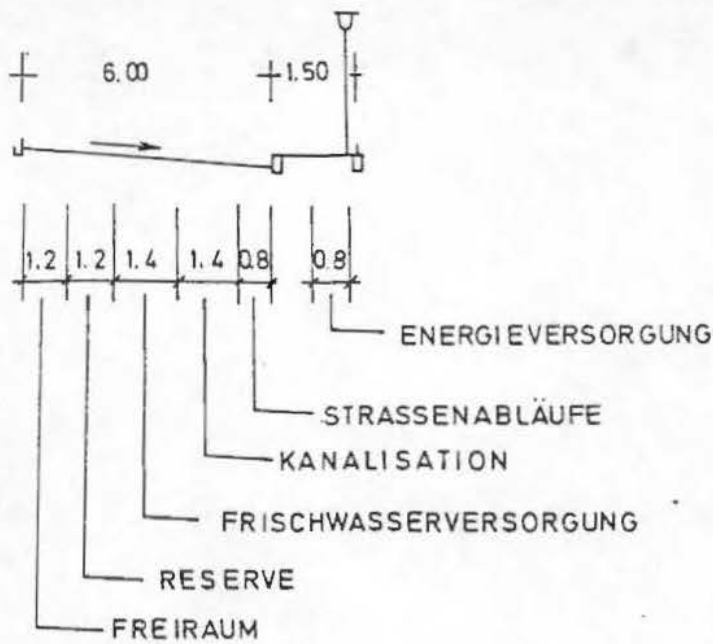 6.00 1.50
1.2 1.2 1.4 1.4 0.8 0.8
ENERGIEVERSORGUNG
STRASSENABLÄUFE
KANALISATION
FRISCHWASSERVERSORGUNG
RESERVE
FREIRAUM